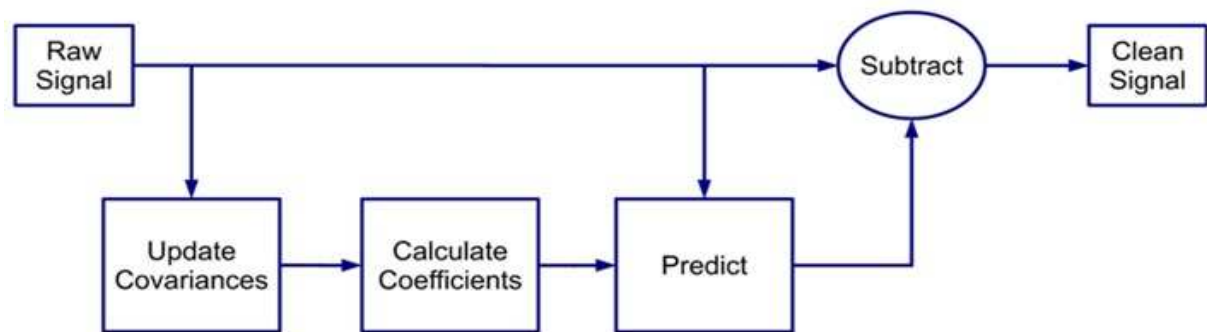 Raw
Signal
Subtract
Clean
Signal
Update
Covariances
Calculate
Coefficients
Predict